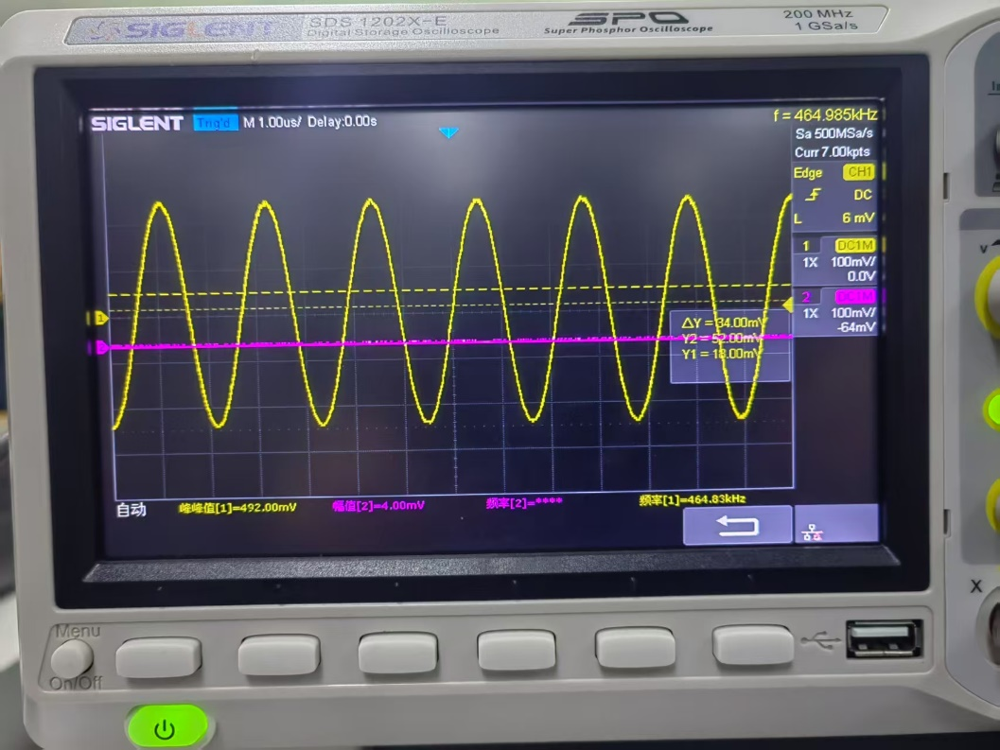 SIGLENT SDS 1202X-E
Digital Storage Oscilloscope
SPO
Super Phosphor Oscilloscope
200 MHz
1 GSa/s
SIGLENT Trig'd M 1.00us/ Delay:0.00s
f = 464.985kHz
Sa 500MSa/s
Curr 7.00kpts
Edge CH1
DC
L 6 mV
1 DC1M
1X 100mV/
0.0V
2 DC1M
1X 100mV/
-64mV
1
ΔY = 34.00mV
Y2 = 52.00mV
Y1 = 18.00mV
自动 峰峰值[1]=492.00mV 幅值[2]=4.00mV 频率[2]=**** 频率[1]=464.83kHz
Menu
On/Off
V
X